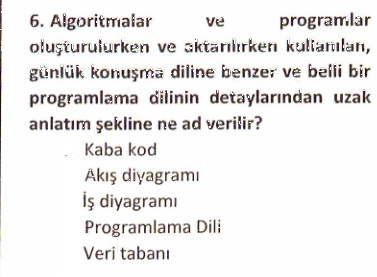 6. Algoritmalar ve programlar
oluşturulurken ve aktarılırken kullanılan,
günlük konuşma diline benzer ve belli bir
programlama dilinin detaylarından uzak
anlatım şekline ne ad verilir?
Kaba kod
Akış diyagramı
İş diyagramı
Programlama Dili
Veri tabanı